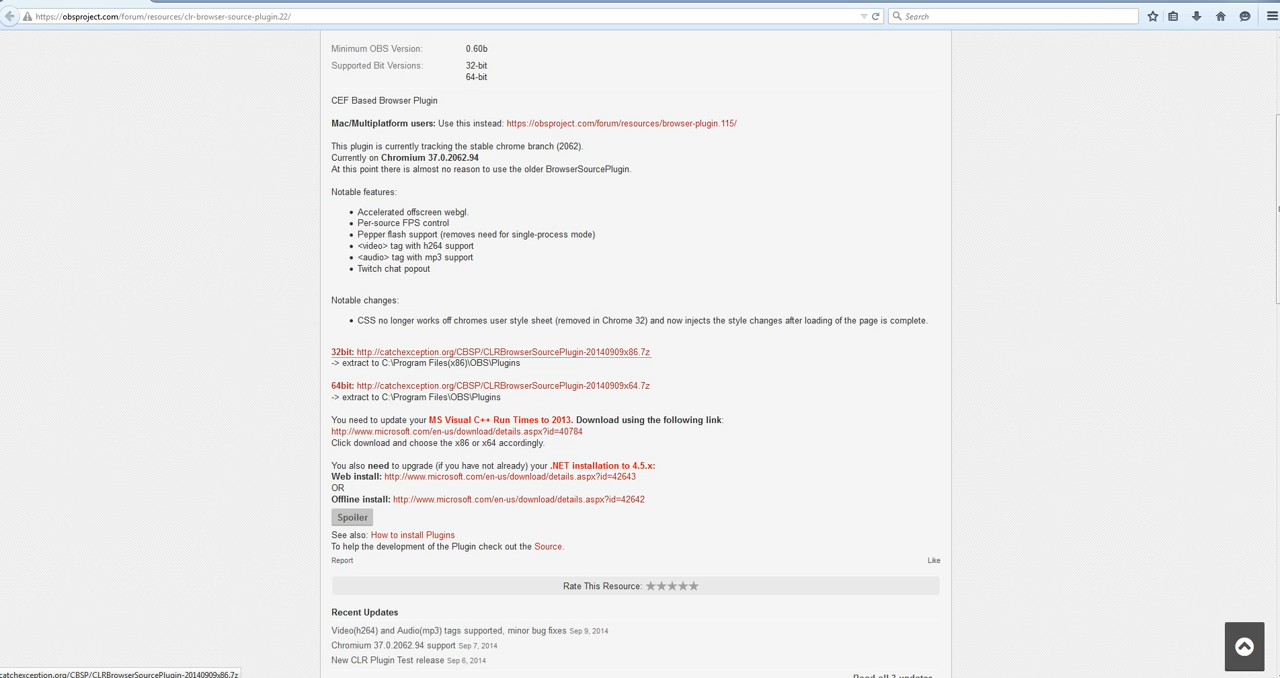 https://obsproject.com/forum/resources/clr-browser-source-plugin.22/
Search
Minimum OBS Version: 0.60b
Supported Bit Versions: 32-bit
64-bit
CEF Based Browser Plugin
Mac/Multiplatform users: Use this instead: https://obsproject.com/forum/resources/browser-plugin.115/
This plugin is currently tracking the stable chrome branch (2062).
Currently on Chromium 37.0.2062.94
At this point there is almost no reason to use the older BrowserSourcePlugin.
Notable features:
• Accelerated offscreen webgl.
• Per-source FPS control
• Pepper flash support (removes need for single-process mode)
• <video> tag with h264 support
• <audio> tag with mp3 support
• Twitch chat popout
Notable changes:
• CSS no longer works off chromes user style sheet (removed in Chrome 32) and now injects the style changes after loading of the page is complete.
32bit: http://catchexception.org/CBSP/CLRBrowserSourcePlugin-20140909x86.7z
-> extract to C:\Program Files(x86)\OBS\Plugins
64bit: http://catchexception.org/CBSP/CLRBrowserSourcePlugin-20140909x64.7z
-> extract to C:\Program Files\OBS\Plugins
You need to update your MS Visual C++ Run Times to 2013. Download using the following link:
http://www.microsoft.com/en-us/download/details.aspx?id=40784
Click download and choose the x86 or x64 accordingly.
You also need to upgrade (if you have not already) your .NET installation to 4.5.x:
Web install: http://www.microsoft.com/en-us/download/details.aspx?id=42643
OR
Offline install: http://www.microsoft.com/en-us/download/details.aspx?id=42642
Spoiler
See also: How to install Plugins
To help the development of the Plugin check out the Source.
Report Like
Rate This Resource:
Recent Updates
Video(h264) and Audio(mp3) tags supported, minor bug fixes Sep 9, 2014
Chromium 37.0.2062.94 support Sep 7, 2014
New CLR Plugin Test release Sep 6, 2014
catchexception.org/CBSP/CLRBrowserSourcePlugin-20140909x86.7z
Read all 3 updates